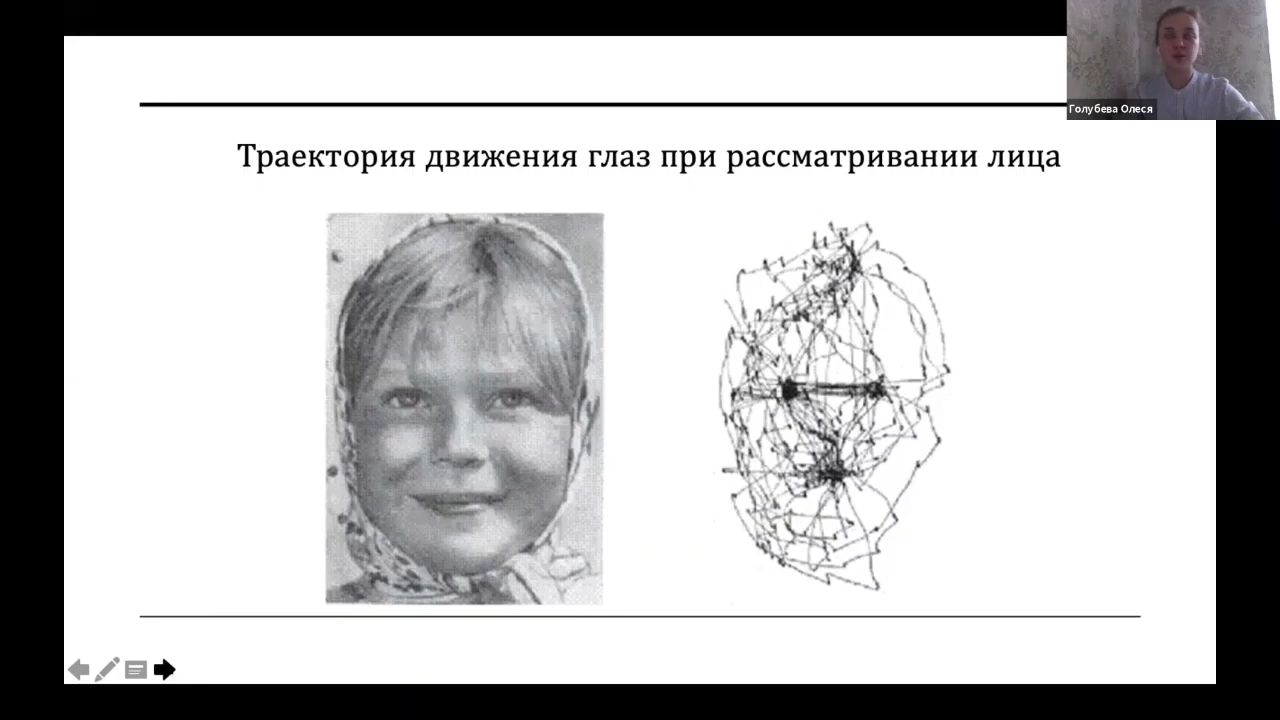 Голубева Олеся
Траектория движения глаз при рассматривании лица